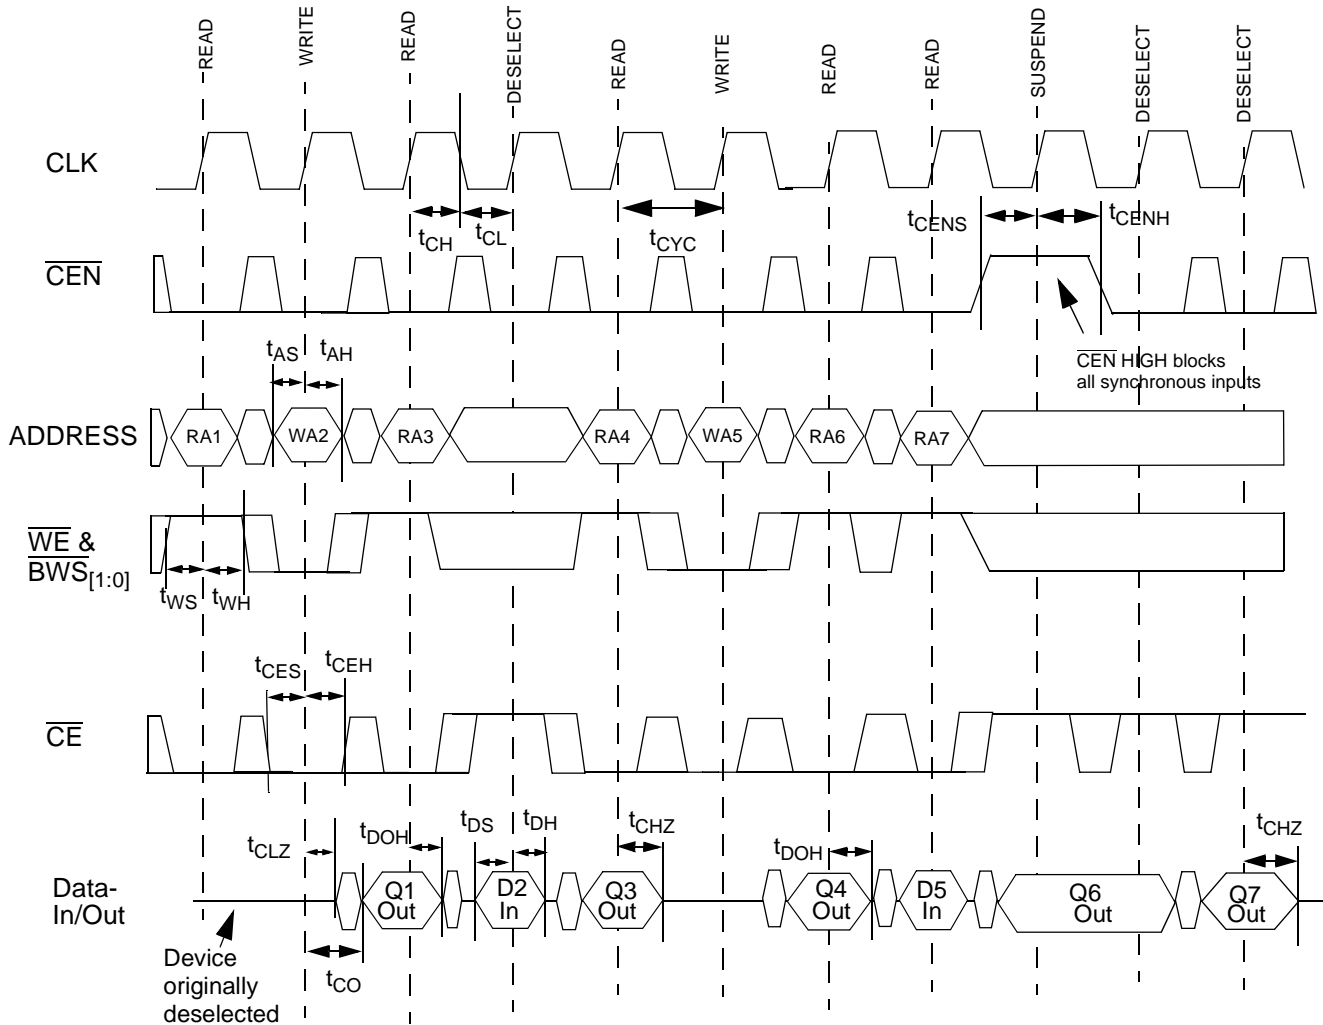 READ
WRITE
READ
DESELECT
READ
WRITE
READ
READ
SUSPEND
DESELECT
DESELECT
CLK
tCH
tCL
tCYC
tCENS
tCENH
CEN
CEN HIGH blocks
all synchronous inputs
tAS
tAH
ADDRESS
RA1
WA2
RA3
RA4
WA5
RA6
RA7
WE &
BWS[1:0]
tWS
tWH
tCES
tCEH
CE
tCLZ
tDOH
tDS
tDH
tCHZ
tDOH
tCHZ
Data-
In/Out
Q1
Out
D2
In
Q3
Out
Q4
Out
D5
In
Q6
Out
Q7
Out
tCO
Device
originally
deselected